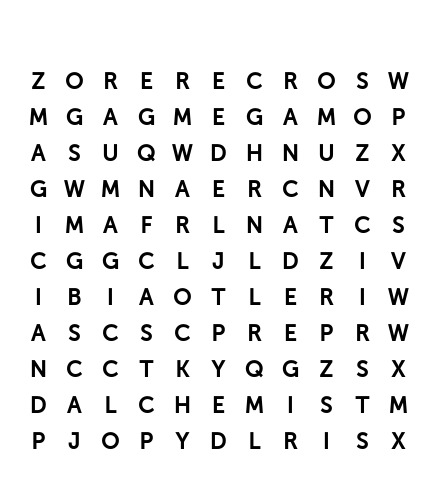 Z O R E R E C R O S W
M G A G M E G A M O P
A S U Q W D H N U Z X
G W M N A E R C N V R
I M A F R L N A T C S
C G G C L J L D Z I V
I B I A O T L E R I W
A S C S C P R E P R W
N C C T K Y Q G Z S X
D A L C H E M I S T M
P J O P Y D L R I S X